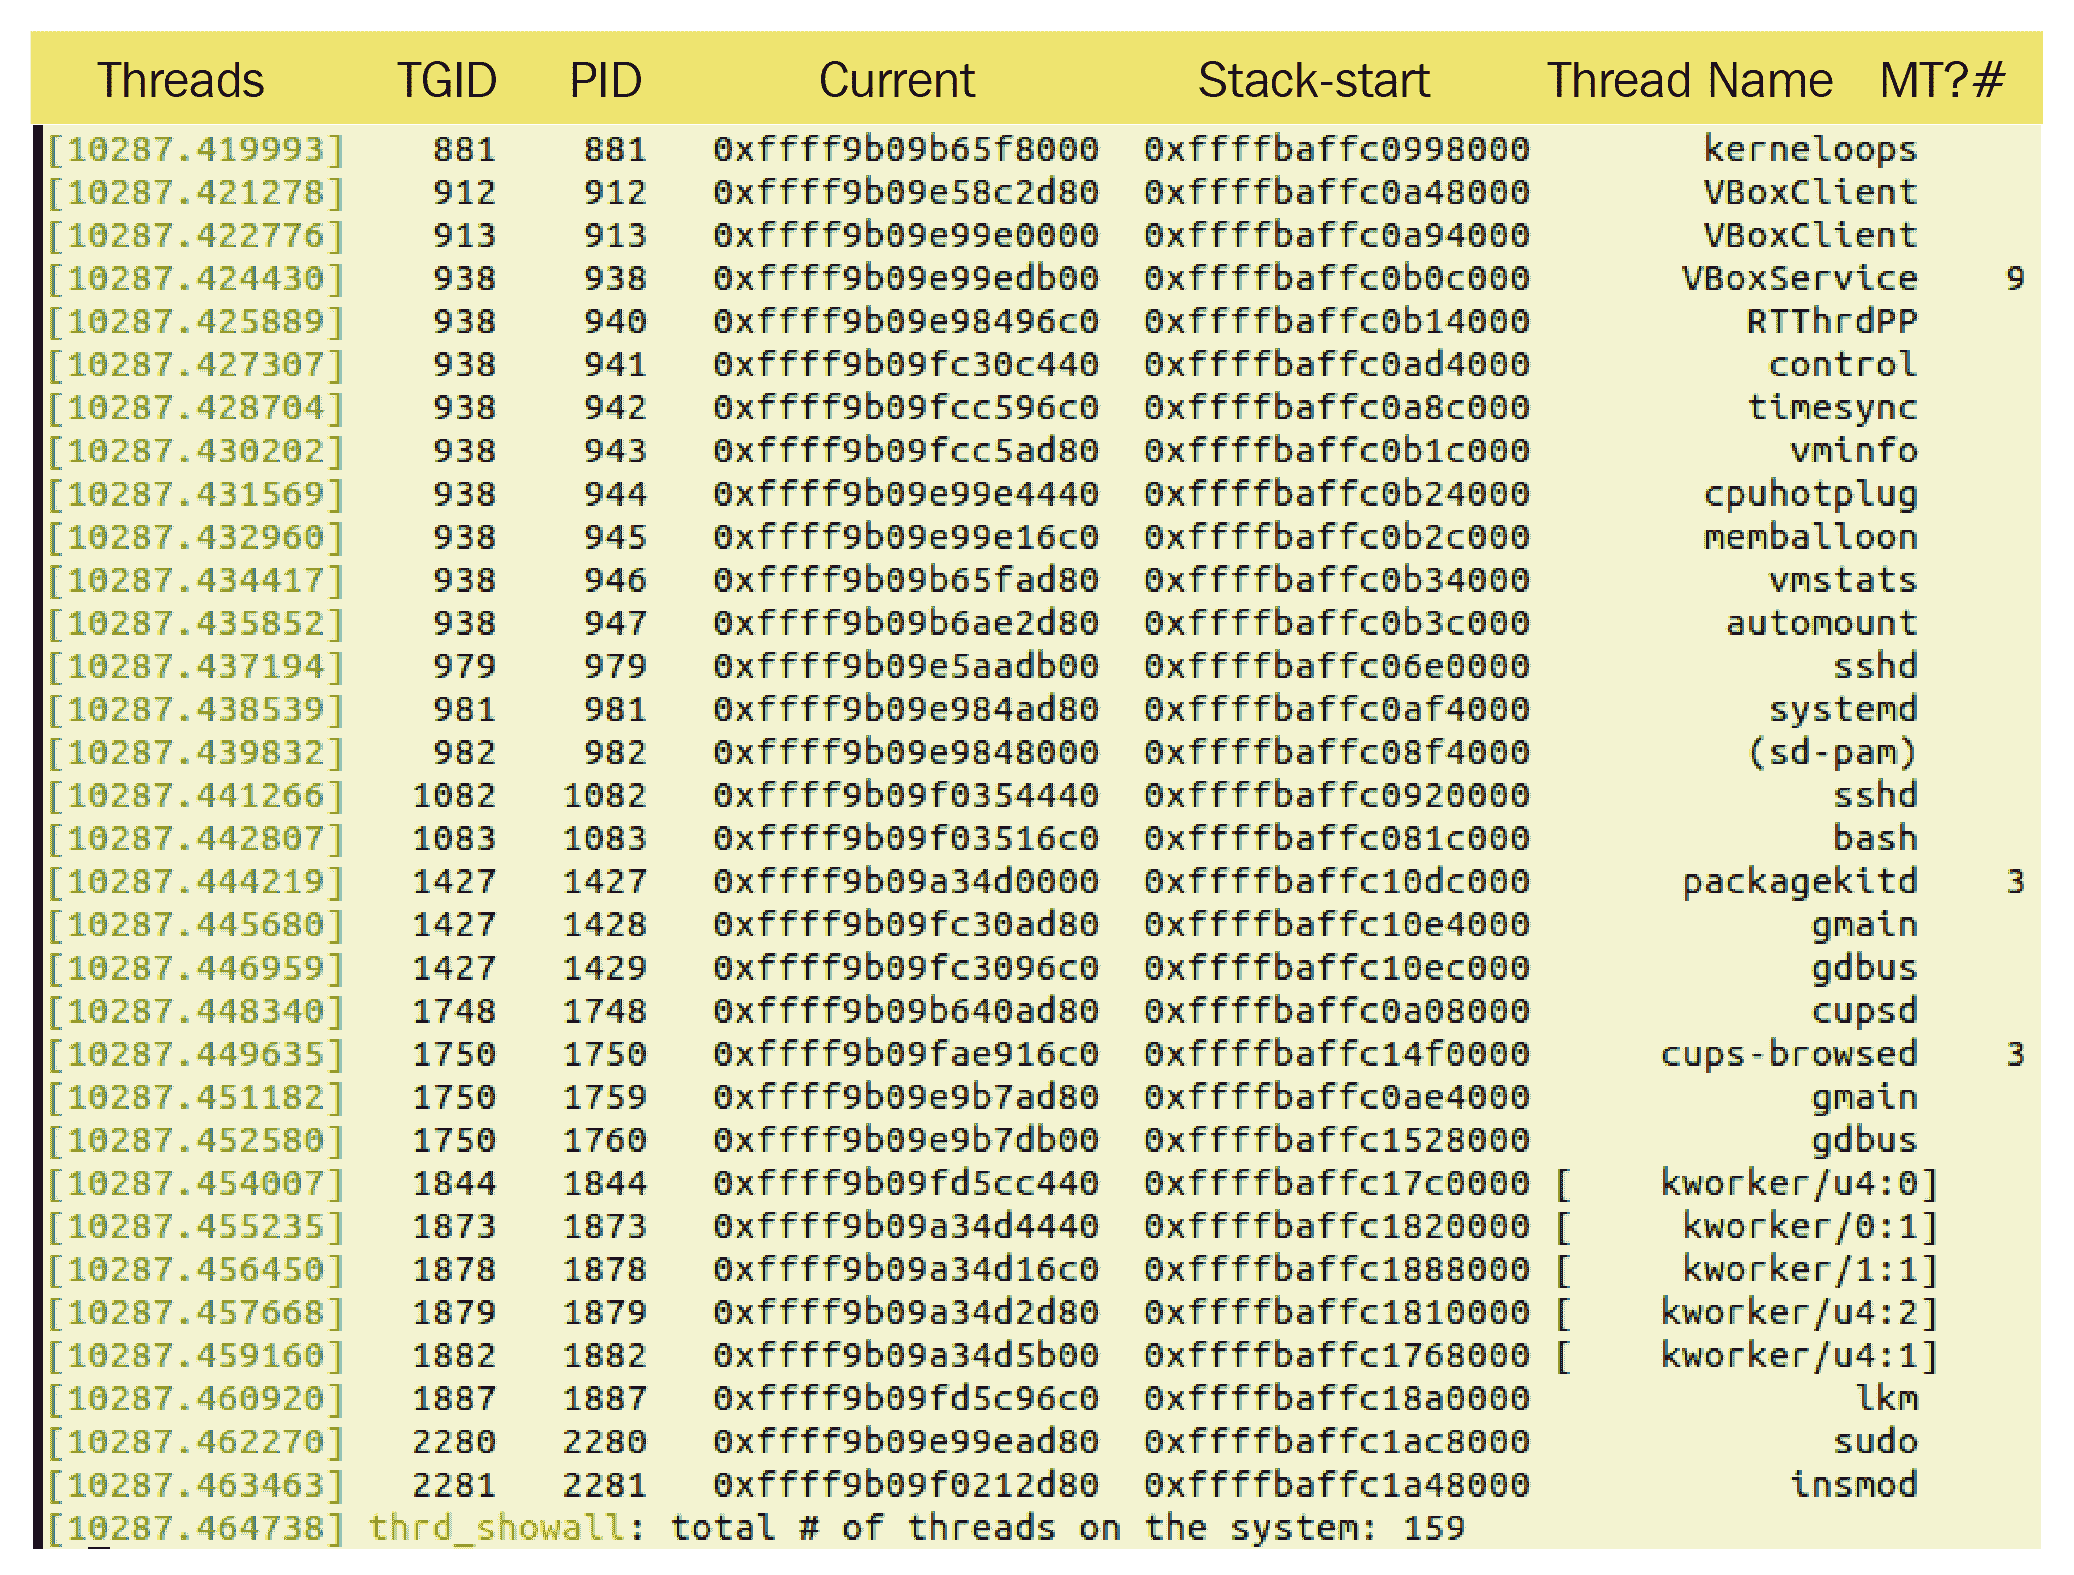 Threads TGID PID Current Stack-start Thread Name MT?#
[10287.419993] 881 881 0xffff9b09b65f8000 0xffffbaffc0998000 kerneloops
[10287.421278] 912 912 0xffff9b09e58c2d80 0xffffbaffc0a48000 VBoxClient
[10287.422776] 913 913 0xffff9b09e99e0000 0xffffbaffc0a94000 VBoxClient
[10287.424430] 938 938 0xffff9b09e99edb00 0xffffbaffc0b0c000 VBoxService 9
[10287.425889] 938 940 0xffff9b09e98496c0 0xffffbaffc0b14000 RTThrdPP
[10287.427307] 938 941 0xffff9b09fc30c440 0xffffbaffc0ad4000 control
[10287.428704] 938 942 0xffff9b09fcc596c0 0xffffbaffc0a8c000 timesync
[10287.430202] 938 943 0xffff9b09fcc5ad80 0xffffbaffc0b1c000 vminfo
[10287.431569] 938 944 0xffff9b09e99e4440 0xffffbaffc0b24000 cpuhotplug
[10287.432960] 938 945 0xffff9b09e99e16c0 0xffffbaffc0b2c000 memballoon
[10287.434417] 938 946 0xffff9b09b65fad80 0xffffbaffc0b34000 vmstats
[10287.435852] 938 947 0xffff9b09b6ae2d80 0xffffbaffc0b3c000 automount
[10287.437194] 979 979 0xffff9b09e5aadb00 0xffffbaffc06e0000 sshd
[10287.438539] 981 981 0xffff9b09e984ad80 0xffffbaffc0af4000 systemd
[10287.439832] 982 982 0xffff9b09e9848000 0xffffbaffc08f4000 (sd-pam)
[10287.441266] 1082 1082 0xffff9b09f0354440 0xffffbaffc0920000 sshd
[10287.442807] 1083 1083 0xffff9b09f03516c0 0xffffbaffc081c000 bash
[10287.444219] 1427 1427 0xffff9b09a34d0000 0xffffbaffc10dc000 packagekitd 3
[10287.445680] 1427 1428 0xffff9b09fc30ad80 0xffffbaffc10e4000 gmain
[10287.446959] 1427 1429 0xffff9b09fc3096c0 0xffffbaffc10ec000 gdbus
[10287.448340] 1748 1748 0xffff9b09b640ad80 0xffffbaffc0a08000 cupsd
[10287.449635] 1750 1750 0xffff9b09fae916c0 0xffffbaffc14f0000 cups-browsed 3
[10287.451182] 1750 1759 0xffff9b09e9b7ad80 0xffffbaffc0ae4000 gmain
[10287.452580] 1750 1760 0xffff9b09e9b7db00 0xffffbaffc1528000 gdbus
[10287.454007] 1844 1844 0xffff9b09fd5cc440 0xffffbaffc17c0000 [ kworker/u4:0]
[10287.455235] 1873 1873 0xffff9b09a34d4440 0xffffbaffc1820000 [ kworker/0:1]
[10287.456450] 1878 1878 0xffff9b09a34d16c0 0xffffbaffc1888000 [ kworker/1:1]
[10287.457668] 1879 1879 0xffff9b09a34d2d80 0xffffbaffc1810000 [ kworker/u4:2]
[10287.459160] 1882 1882 0xffff9b09a34d5b00 0xffffbaffc1768000 [ kworker/u4:1]
[10287.460920] 1887 1887 0xffff9b09fd5c96c0 0xffffbaffc18a0000 lkm
[10287.462270] 2280 2280 0xffff9b09e99ead80 0xffffbaffc1ac8000 sudo
[10287.463463] 2281 2281 0xffff9b09f0212d80 0xffffbaffc1a48000 insmod
[10287.464738] thrd_showall: total # of threads on the system: 159